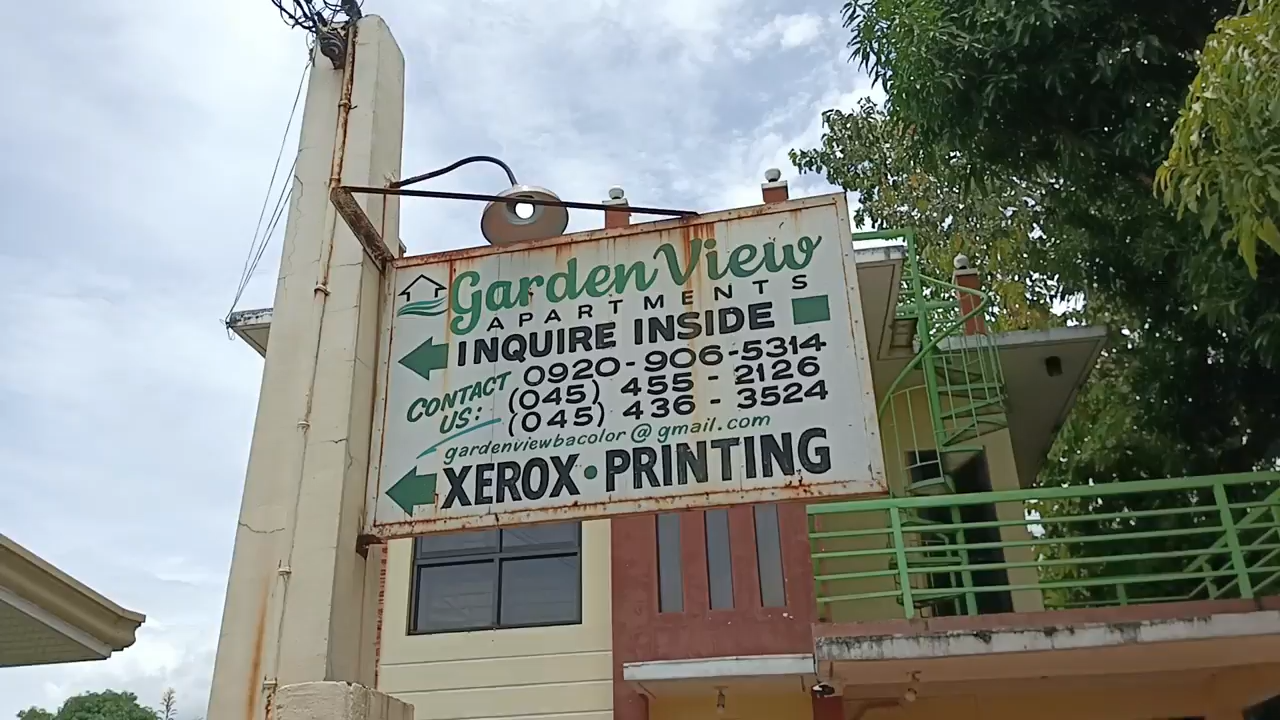 GardenView
APARTMENTS
INQUIRE INSIDE
CONTACT US:
0920-906-5314
(045) 455 - 2126
(045) 436 - 3524
gardenviewbacolor@gmail.com
XEROX • PRINTING